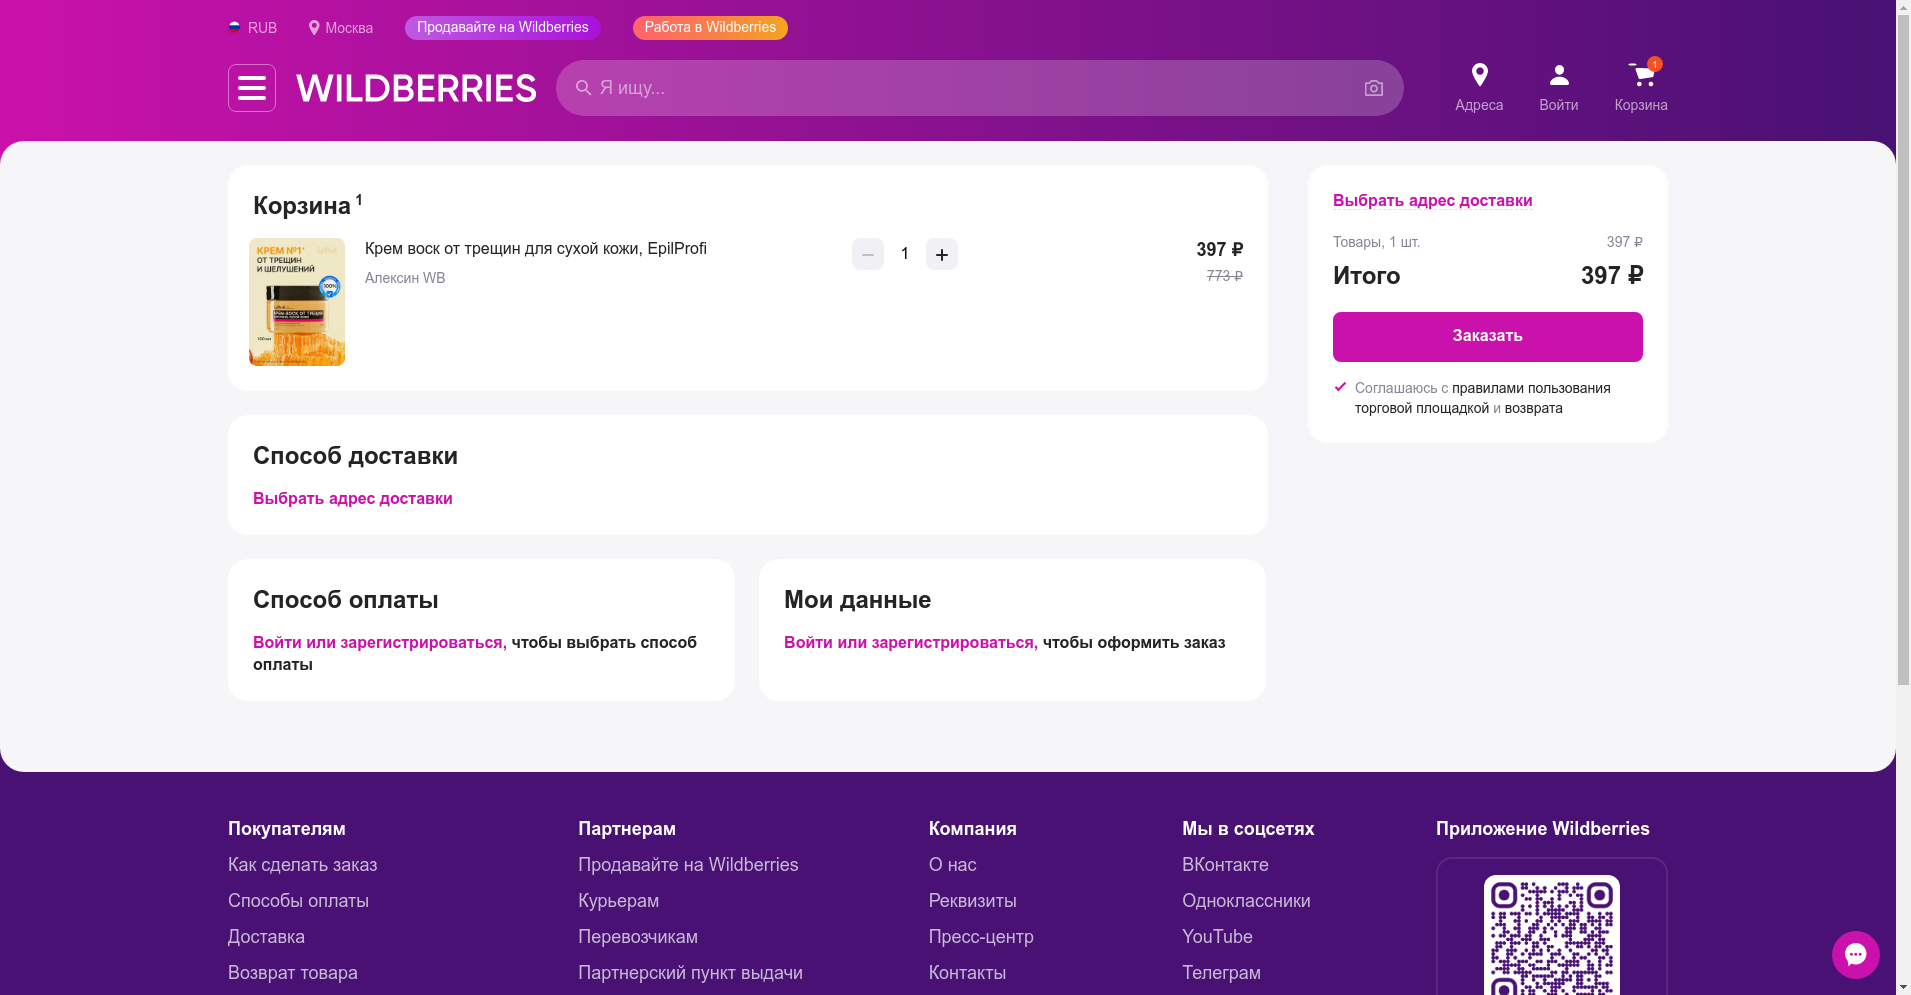 RUB
Москва
Продавайте на Wildberries
Работа в Wildberries
WILDBERRIES
Я ищу...
Адреса
Войти
1
Корзина
Корзина 1
КРЕМ №1*
ОТ ТРЕЩИН
И ШЕЛУШЕНИЙ
100%
КРЕМ-ВОСК ОТ ТРЕЩИН
Крем воск от трещин для сухой кожи, EpilProfi
Алексин WB
1
397 ₽
773 ₽
Выбрать адрес доставки
Товары, 1 шт.
397 ₽
Итого
397 ₽
Заказать
Соглашаюсь с правилами пользования
торговой площадкой и возврата
Способ доставки
Выбрать адрес доставки
Способ оплаты
Войти или зарегистрироваться, чтобы выбрать способ
оплаты
Мои данные
Войти или зарегистрироваться, чтобы оформить заказ
Покупателям
Как сделать заказ
Способы оплаты
Доставка
Возврат товара
Партнерам
Продавайте на Wildberries
Курьерам
Перевозчикам
Партнерский пункт выдачи
Компания
О нас
Реквизиты
Пресс-центр
Контакты
Мы в соцсетях
ВКонтакте
Одноклассники
YouTube
Телеграм
Приложение Wildberries